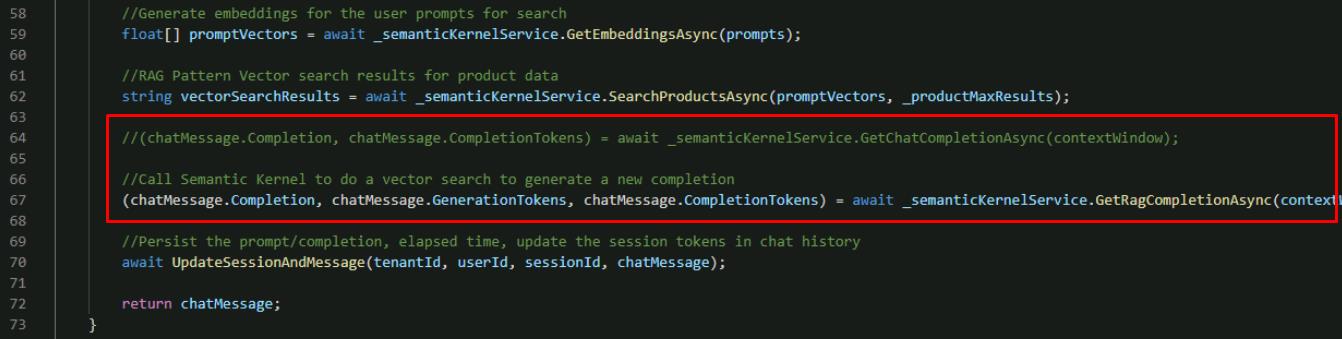 58 //Generate embeddings for the user prompts for search
59 float[] promptVectors = await _semanticKernelService.GetEmbeddingsAsync(prompts);
60
61 //RAG Pattern Vector search results for product data
62 string vectorSearchResults = await _semanticKernelService.SearchProductsAsync(promptVectors, _productMaxResults);
63
64 //(chatMessage.Completion, chatMessage.CompletionTokens) = await _semanticKernelService.GetChatCompletionAsync(contextWindow);
65
66 //Call Semantic Kernel to do a vector search to generate a new completion
67 (chatMessage.Completion, chatMessage.GenerationTokens, chatMessage.CompletionTokens) = await _semanticKernelService.GetRagCompletionAsync(context
68
69 //Persist the prompt/completion, elapsed time, update the session tokens in chat history
70 await UpdateSessionAndMessage(tenantId, userId, sessionId, chatMessage);
71
72 return chatMessage;
73 }